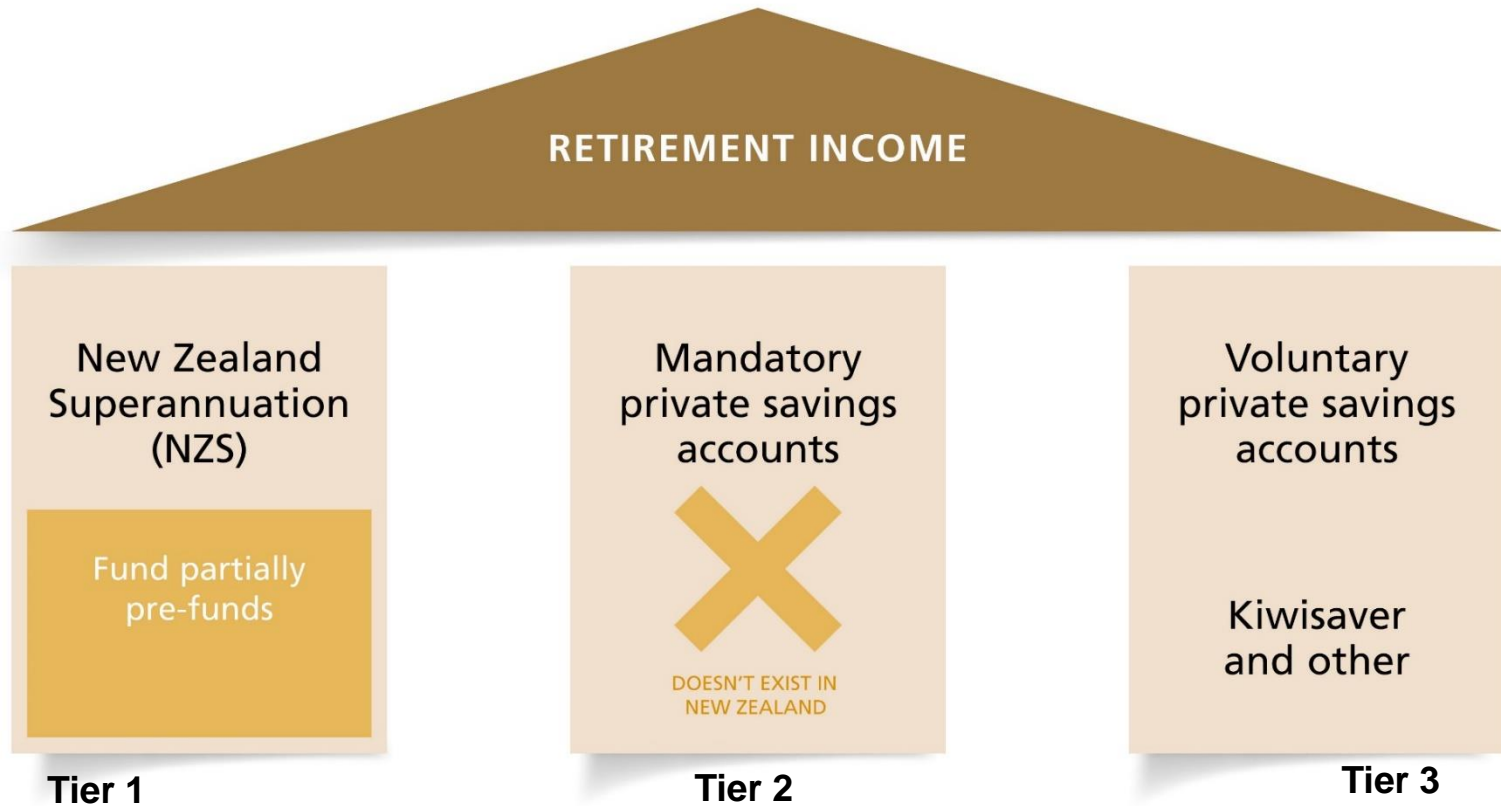 RETIREMENT INCOME
New Zealand
Superannuation
(NZS)
Fund partially
pre-funds
Tier 1
Mandatory
private savings
accounts
DOESN'T EXIST IN
NEW ZEALAND
Tier 2
Voluntary
private savings
accounts
Kiwisaver
and other
Tier 3